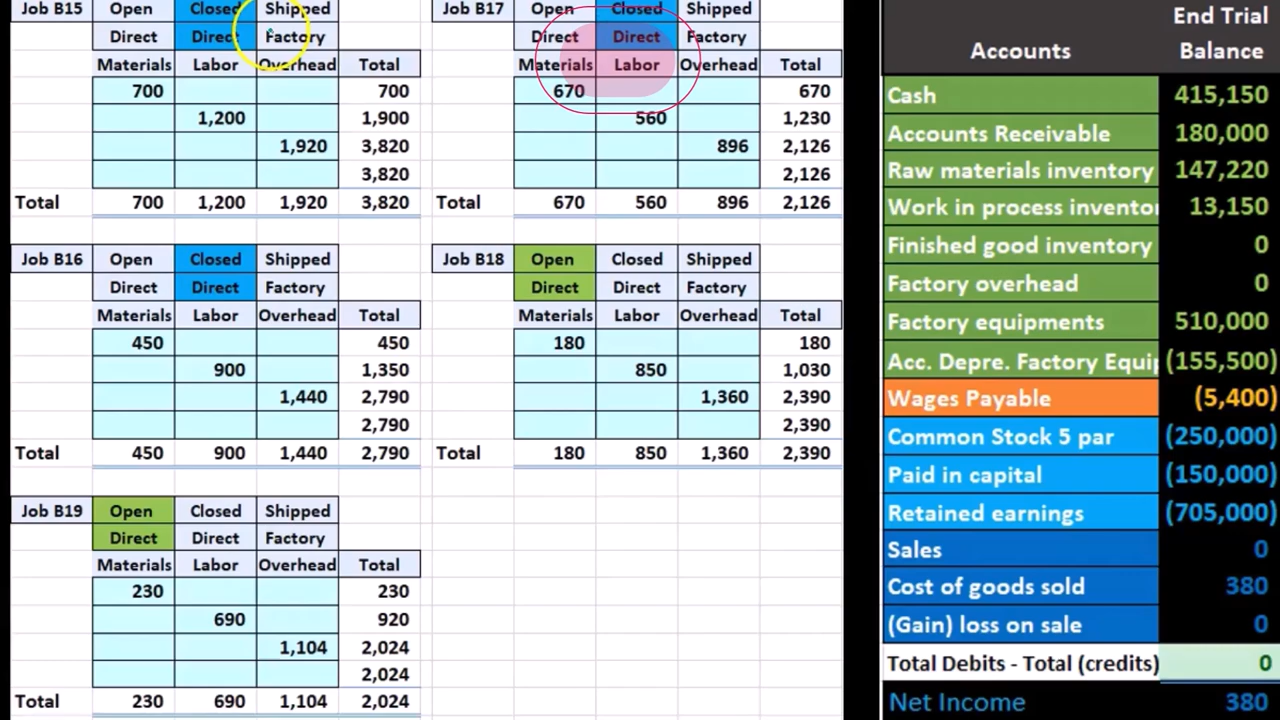 Job B15 Open Closed Shipped
Direct Direct Factory
Materials Labor Overhead Total
700 700
1,200 1,900
1,920 3,820
3,820
Total 700 1,200 1,920 3,820
Job B17 Open Closed Shipped
Direct Direct Factory
Materials Labor Overhead Total
670 670
560 1,230
896 2,126
2,126
Total 670 560 896 2,126
Job B16 Open Closed Shipped
Direct Direct Factory
Materials Labor Overhead Total
450 450
900 1,350
1,440 2,790
2,790
Total 450 900 1,440 2,790
Job B18 Open Closed Shipped
Direct Direct Factory
Materials Labor Overhead Total
180 180
850 1,030
1,360 2,390
2,390
Total 180 850 1,360 2,390
Job B19 Open Closed Shipped
Direct Direct Factory
Materials Labor Overhead Total
230 230
690 920
1,104 2,024
2,024
Total 230 690 1,104 2,024
End Trial
Accounts Balance
Cash 415,150
Accounts Receivable 180,000
Raw materials inventory 147,220
Work in process invento 13,150
Finished good inventory 0
Factory overhead 0
Factory equipments 510,000
Acc. Depre. Factory Equip (155,500)
Wages Payable (5,400)
Common Stock 5 par (250,000)
Paid in capital (150,000)
Retained earnings (705,000)
Sales 0
Cost of goods sold 380
(Gain) loss on sale 0
Total Debits - Total (credits) 0
Net Income 380